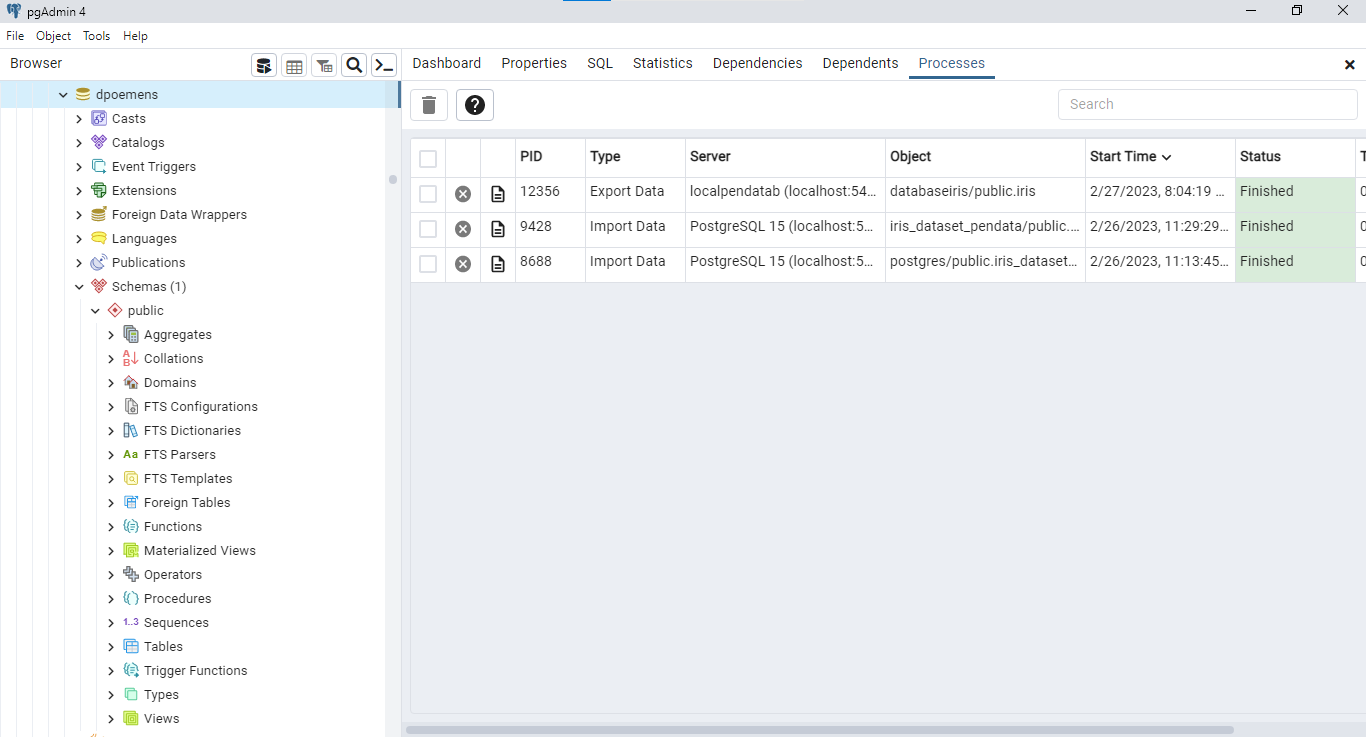 pgAdmin 4
File Object Tools Help
Browser
Dashboard Properties SQL Statistics Dependencies Dependents Processes
Search
dpoemens
Casts
Catalogs
Event Triggers
Extensions
Foreign Data Wrappers
Languages
Publications
Schemas (1)
public
Aggregates
Collations
Domains
FTS Configurations
FTS Dictionaries
Aa FTS Parsers
FTS Templates
Foreign Tables
Functions
Materialized Views
Operators
Procedures
1..3 Sequences
Tables
Trigger Functions
Types
Views
PID Type Server Object Start Time Status T
12356 Export Data localpendatab (localhost:54... databaseiris/public.iris 2/27/2023, 8:04:19 ... Finished 0
9428 Import Data PostgreSQL 15 (localhost:5... iris_dataset_pendata/public.... 2/26/2023, 11:29:29... Finished 0
8688 Import Data PostgreSQL 15 (localhost:5... postgres/public.iris_dataset... 2/26/2023, 11:13:45... Finished 0